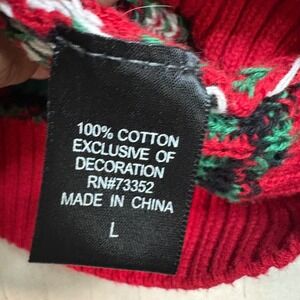 100% COTTON
EXCLUSIVE OF
DECORATION
RN#73352
MADE IN CHINA
L